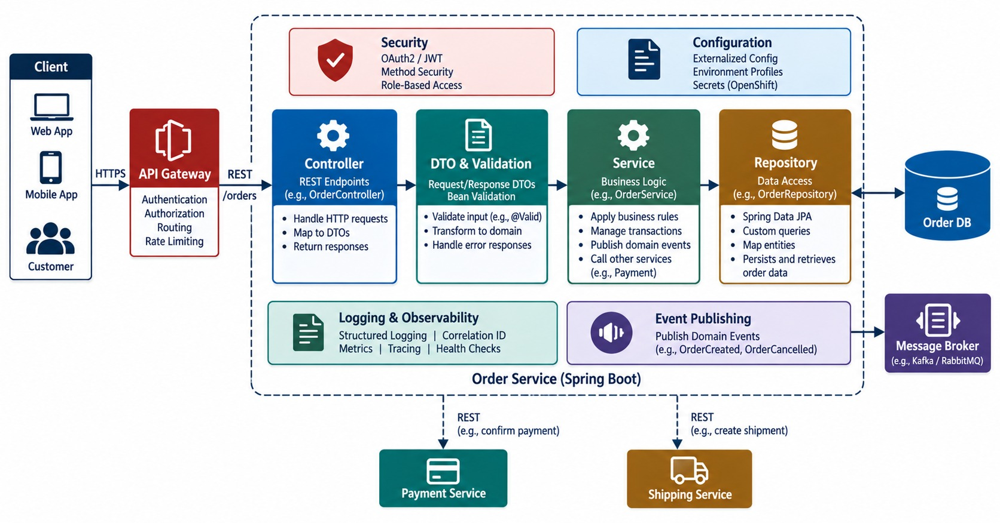 Client
Web App
Mobile App
Customer
HTTPS
API Gateway
Authentication
Authorization
Routing
Rate Limiting
REST
/orders
Security
OAuth2 / JWT
Method Security
Role-Based Access
Configuration
Externalized Config
Environment Profiles
Secrets (OpenShift)
Controller
REST Endpoints
(e.g., OrderController)
• Handle HTTP requests
• Map to DTOs
• Return responses
DTO & Validation
Request/Response DTOs
Bean Validation
• Validate input (e.g., @Valid)
• Transform to domain
• Handle error responses
Service
Business Logic
(e.g., OrderService)
• Apply business rules
• Manage transactions
• Publish domain events
• Call other services
(e.g., Payment)
Repository
Data Access
(e.g., OrderRepository)
• Spring Data JPA
• Custom queries
• Map entities
• Persists and retrieves
order data
Order DB
Logging & Observability
Structured Logging | Correlation ID
Metrics | Tracing | Health Checks
Event Publishing
Publish Domain Events
(e.g., OrderCreated, OrderCancelled)
Message Broker
(e.g., Kafka / RabbitMQ)
Order Service (Spring Boot)
REST
(e.g., confirm payment)
REST
(e.g., create shipment)
Payment Service
Shipping Service